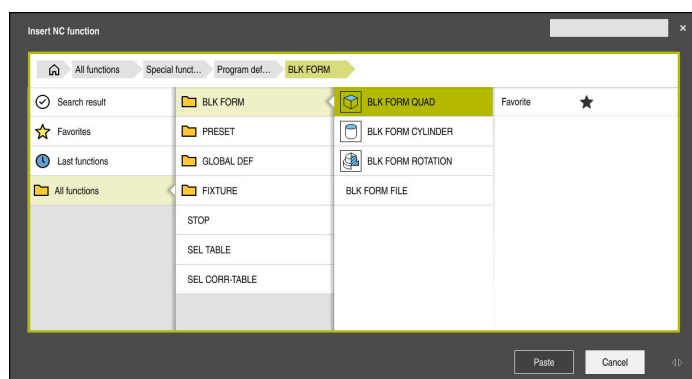 Insert NC function
×
All functions
Special funct...
Program def...
BLK FORM
Search result
BLK FORM
BLK FORM QUAD
Favorite
Favorites
PRESET
BLK FORM CYLINDER
Last functions
GLOBAL DEF
BLK FORM ROTATION
All functions
FIXTURE
BLK FORM FILE
STOP
SEL TABLE
SEL CORR-TABLE
Paste
Cancel